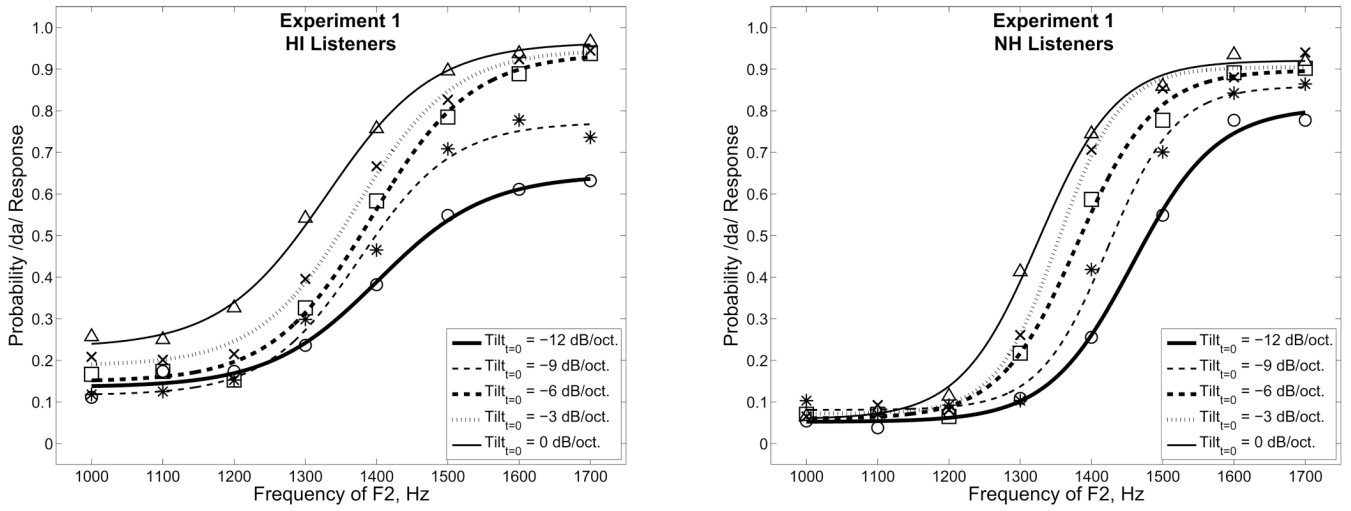 Experiment 1
HI Listeners
Probability /da/ Response
1.0
0.9
0.8
0.7
0.6
0.5
0.4
0.3
0.2
0.1
0
Tilt_t=0 = −12 dB/oct.
Tilt_t=0 = −9 dB/oct.
Tilt_t=0 = −6 dB/oct.
Tilt_t=0 = −3 dB/oct.
Tilt_t=0 = 0 dB/oct.
1000 1100 1200 1300 1400 1500 1600 1700
Frequency of F2, Hz
Experiment 1
NH Listeners
Probability /da/ Response
1.0
0.9
0.8
0.7
0.6
0.5
0.4
0.3
0.2
0.1
0
Tilt_t=0 = −12 dB/oct.
Tilt_t=0 = −9 dB/oct.
Tilt_t=0 = −6 dB/oct.
Tilt_t=0 = −3 dB/oct.
Tilt_t=0 = 0 dB/oct.
1000 1100 1200 1300 1400 1500 1600 1700
Frequency of F2, Hz